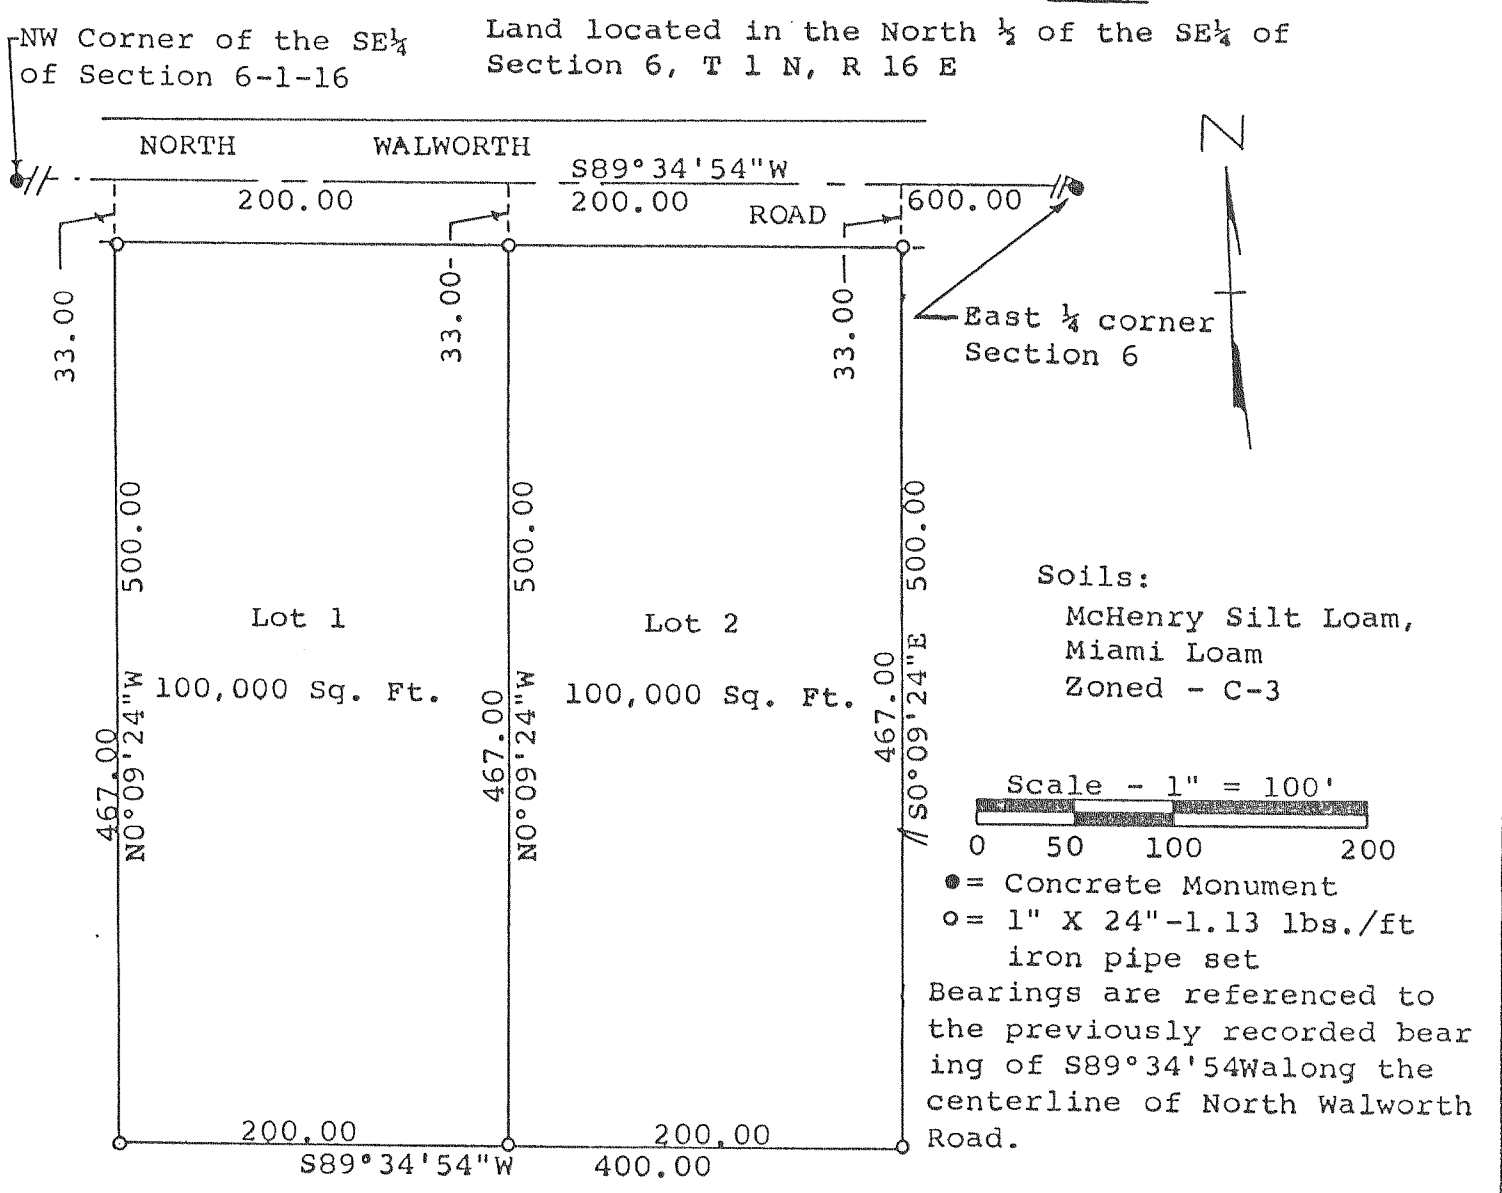 NW Corner of the SE¼
of Section 6-1-16
Land located in the North ½ of the SE¼ of
Section 6, T 1 N, R 16 E
NORTH WALWORTH
S89°34'54"W
200.00
200.00
ROAD
600.00
N
33.00
33.00
33.00
East ¼ corner
Section 6
500.00
500.00
500.00
Lot 1
Lot 2
100,000 Sq. Ft.
100,000 Sq. Ft.
467.00
N0°09'24"W
467.00
N0°09'24"W
467.00
S0°09'24"E
Soils:
McHenry Silt Loam,
Miami Loam
Zoned - C-3
Scale - 1" = 100'
0 50 100 200
= Concrete Monument
= 1" X 24"-1.13 lbs./ft
iron pipe set
Bearings are referenced to
the previously recorded bear
ing of S89°34'54Walong the
centerline of North Walworth
Road.
200.00
200.00
S89°34'54"W
400.00